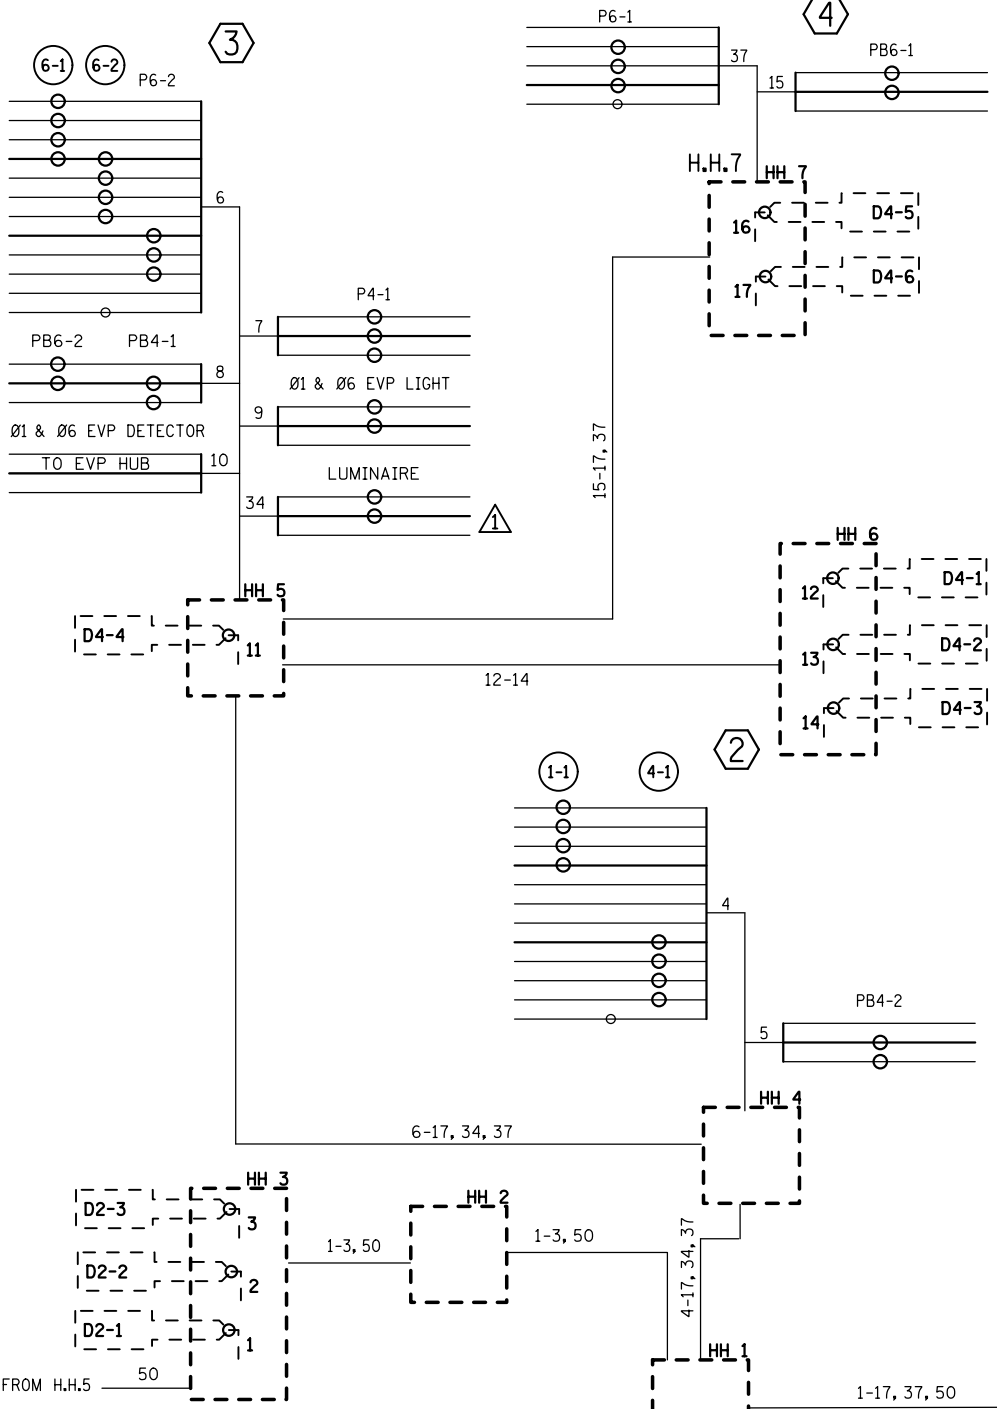 P6-1
4
3
6-1 6-2
P6-2
37
PB6-1
15
H.H.7
HH 7
D4-5
16
D4-6
17
6
P4-1
7
PB6-2 PB4-1
8
Ø1 & Ø6 EVP LIGHT
9
Ø1 & Ø6 EVP DETECTOR
TO EVP HUB
10
LUMINAIRE
34
1
15-17, 37
HH 6
D4-1
12
D4-2
13
D4-3
14
HH 5
D4-4
11
12-14
2
1-1
4-1
4
PB4-2
5
HH 4
6-17, 34, 37
HH 3
D2-3
3
D2-2
2
D2-1
1
HH 2
1-3, 50
1-3, 50
4-17, 34, 37
HH 1
FROM H.H.5
50
1-17, 37, 50